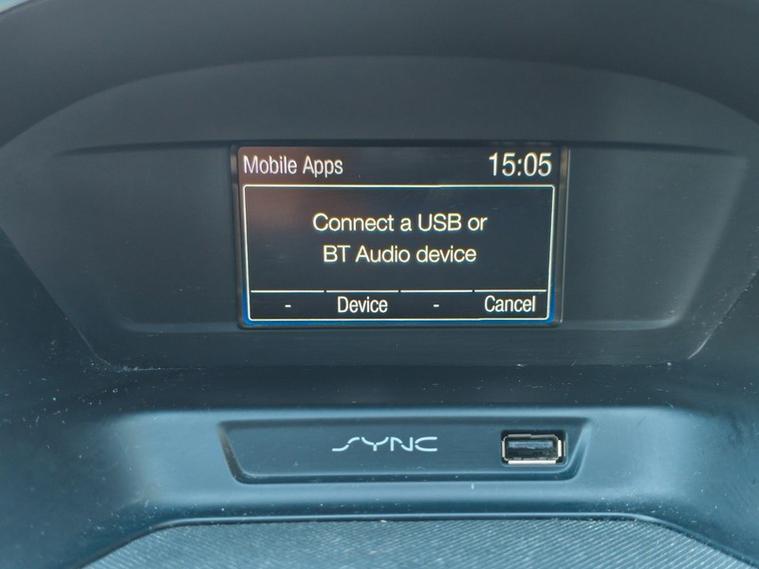 Mobile Apps 15:05
Connect a USB or
BT Audio device
- Device - Cancel
SYNC